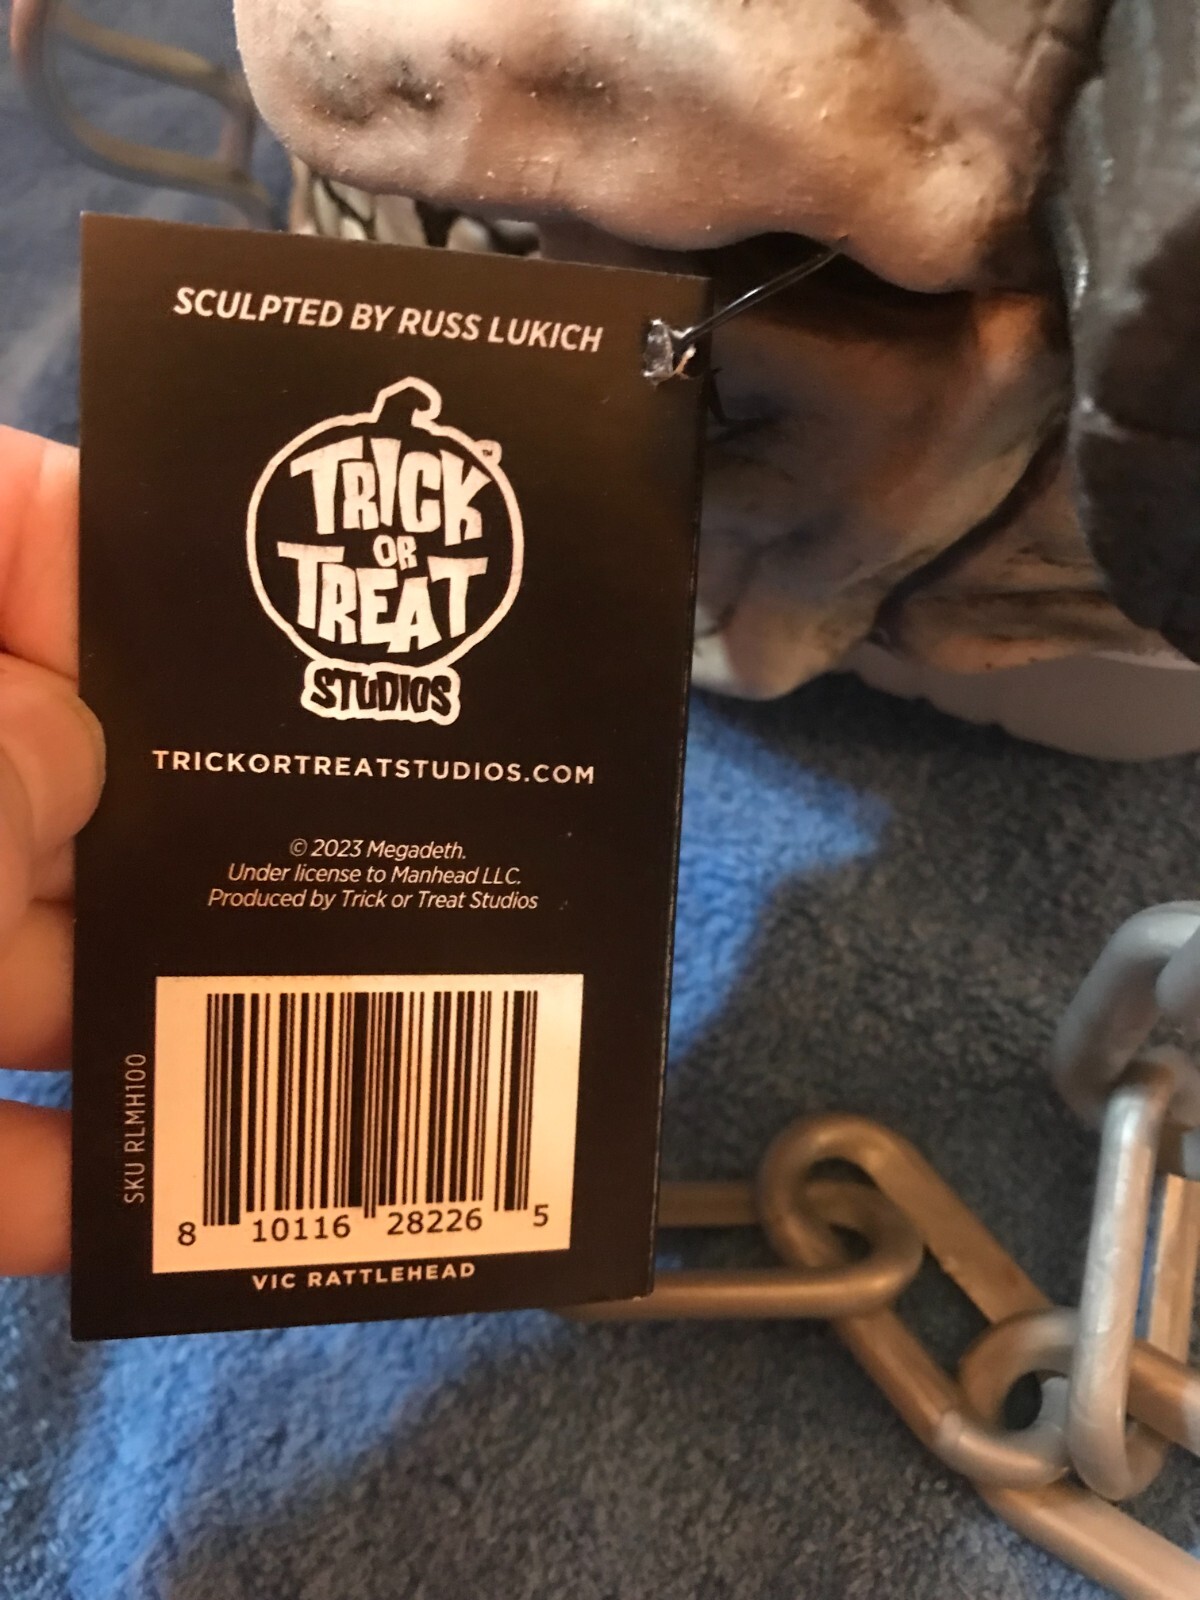 SCULPTED BY RUSS LUKICH
TRICK
OR
TREAT
™
STUDIOS
TRICKORTREATSTUDIOS.COM
© 2023 Megadeth.
Under license to Manhead LLC.
Produced by Trick or Treat Studios
SKU RLMH100
8 10116 28226 5
VIC RATTLEHEAD